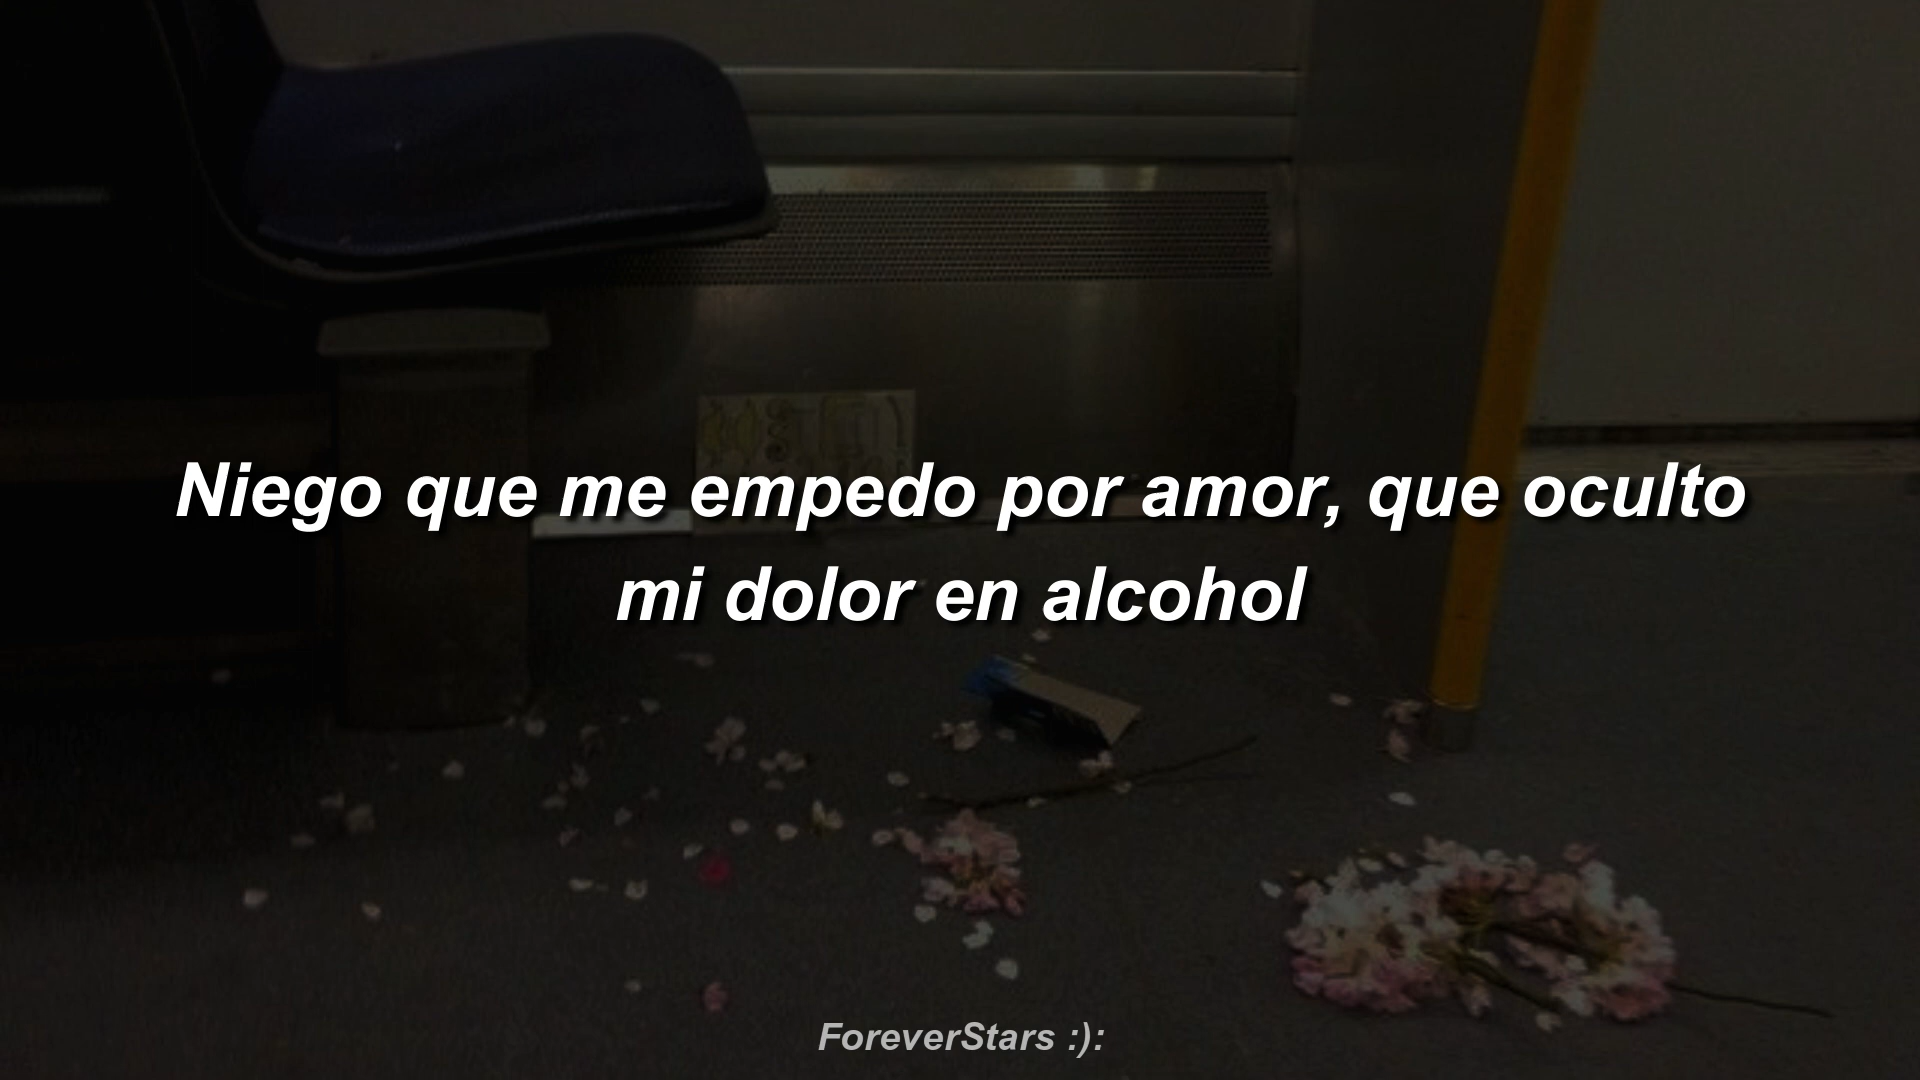 Niego que me empedo por amor, que oculto
mi dolor en alcohol
ForeverStars :):